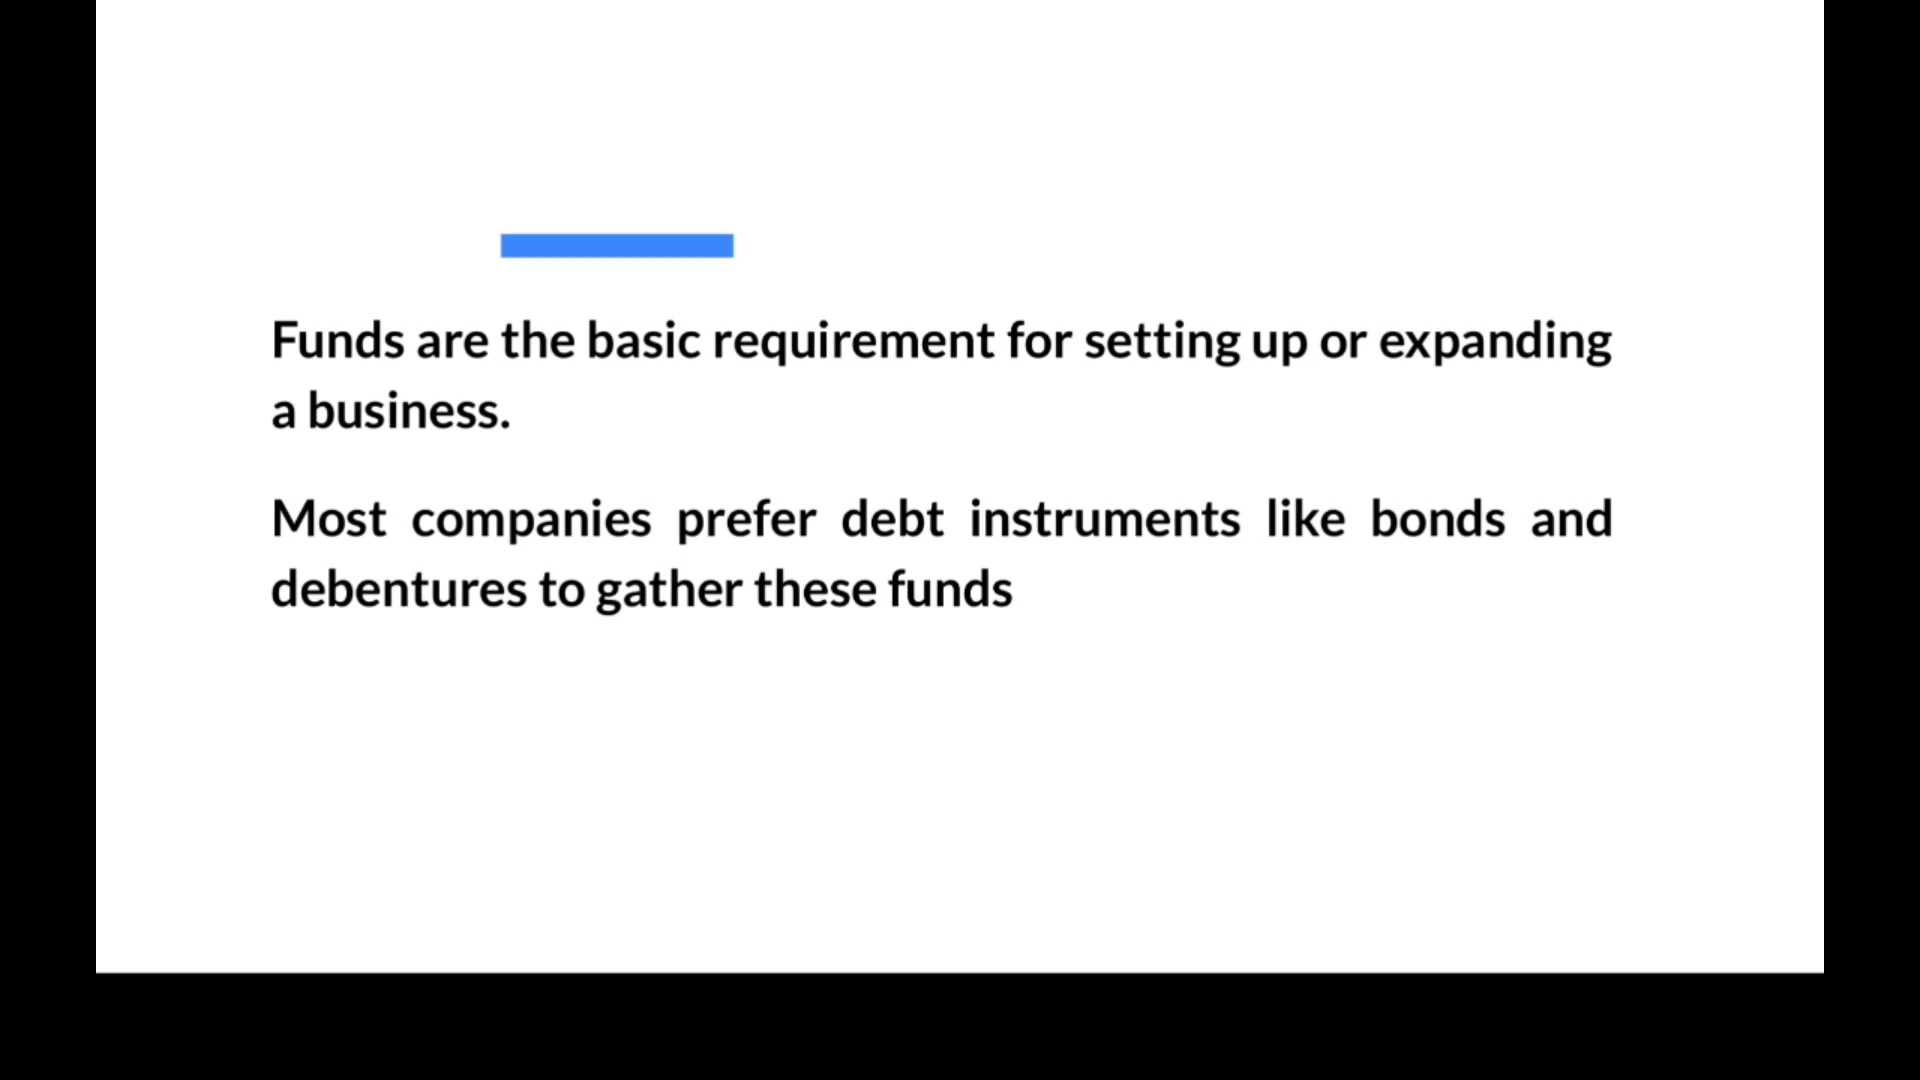 Funds are the basic requirement for setting up or expanding
a business.
Most companies prefer debt instruments like bonds and
debentures to gather these funds